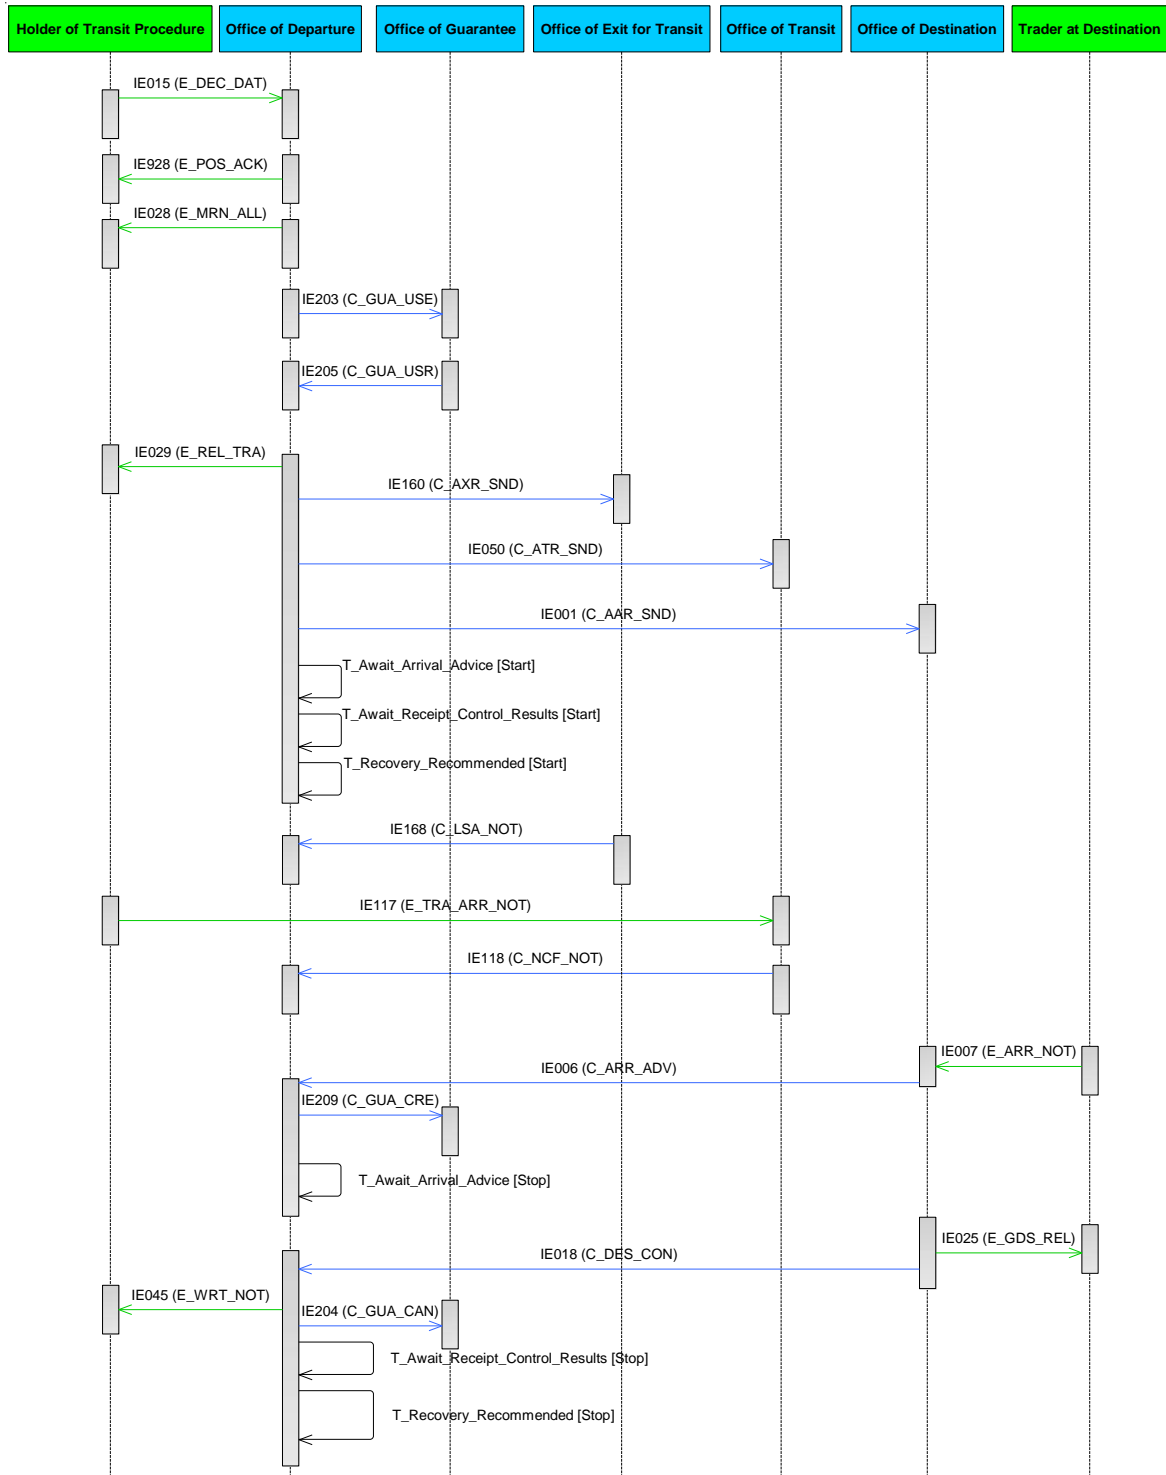 Holder of Transit Procedure
Office of Departure
Office of Guarantee
Office of Exit for Transit
Office of Transit
Office of Destination
Trader at Destination
IE015 (E_DEC_DAT)
IE928 (E_POS_ACK)
IE028 (E_MRN_ALL)
IE203 (C_GUA_USE)
IE205 (C_GUA_USR)
IE029 (E_REL_TRA)
IE160 (C_AXR_SND)
IE050 (C_ATR_SND)
IE001 (C_AAR_SND)
T_Await_Arrival_Advice [Start]
T_Await_Receipt_Control_Results [Start]
T_Recovery_Recommended [Start]
IE168 (C_LSA_NOT)
IE117 (E_TRA_ARR_NOT)
IE118 (C_NCF_NOT)
IE007 (E_ARR_NOT)
IE006 (C_ARR_ADV)
IE209 (C_GUA_CRE)
T_Await_Arrival_Advice [Stop]
IE025 (E_GDS_REL)
IE018 (C_DES_CON)
IE045 (E_WRT_NOT)
IE204 (C_GUA_CAN)
T_Await_Receipt_Control_Results [Stop]
T_Recovery_Recommended [Stop]